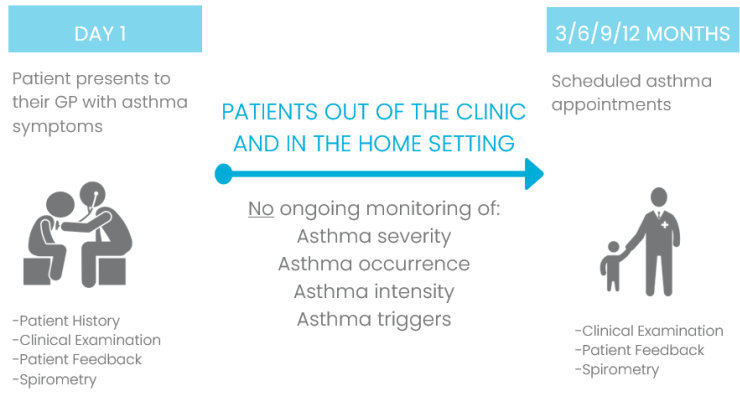 DAY 1
Patient presents to
their GP with asthma
symptoms
-Patient History
-Clinical Examination
-Patient Feedback
-Spirometry
PATIENTS OUT OF THE CLINIC
AND IN THE HOME SETTING
No ongoing monitoring of:
Asthma severity
Asthma occurrence
Asthma intensity
Asthma triggers
3/6/9/12 MONTHS
Scheduled asthma
appointments
-Clinical Examination
-Patient Feedback
-Spirometry